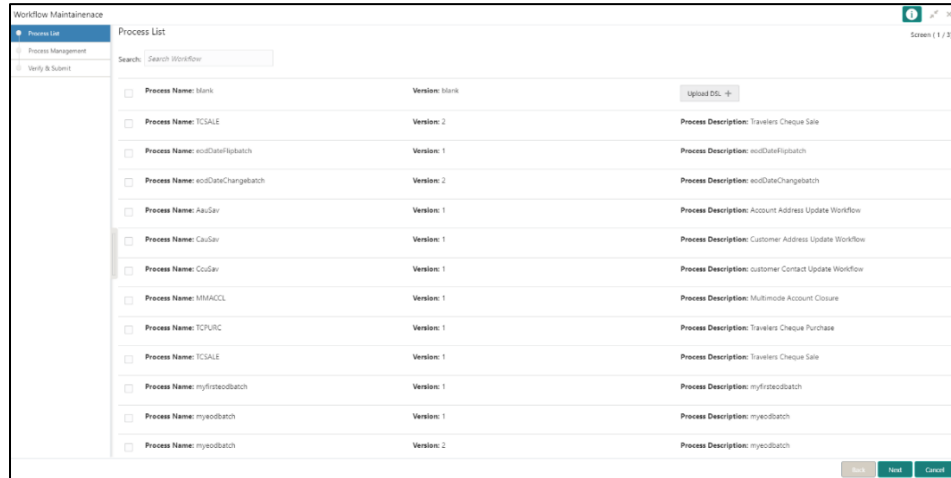 Workflow Maintainenace
Process List
Process Management
Verify & Submit
Process List
Screen ( 1 / 3
Search: Search Workflow
Process Name: blank Version: blank Upload DSL +
Process Name: TCSALE Version: 2 Process Description: Travelers Cheque Sale
Process Name: eodDateFlipbatch Version: 1 Process Description: eodDateFlipbatch
Process Name: eodDateChangebatch Version: 2 Process Description: eodDateChangebatch
Process Name: AauSav Version: 1 Process Description: Account Address Update Workflow
Process Name: CauSav Version: 1 Process Description: Customer Address Update Workflow
Process Name: CcuSav Version: 1 Process Description: customer Contact Update Workflow
Process Name: MMACCL Version: 1 Process Description: Multimode Account Closure
Process Name: TCPURC Version: 1 Process Description: Travelers Cheque Purchase
Process Name: TCSALE Version: 1 Process Description: Travelers Cheque Sale
Process Name: myfirsteodbatch Version: 1 Process Description: myfirsteodbatch
Process Name: myeodbatch Version: 1 Process Description: myeodbatch
Process Name: myeodbatch Version: 2 Process Description: myeodbatch
Back Next Cancel